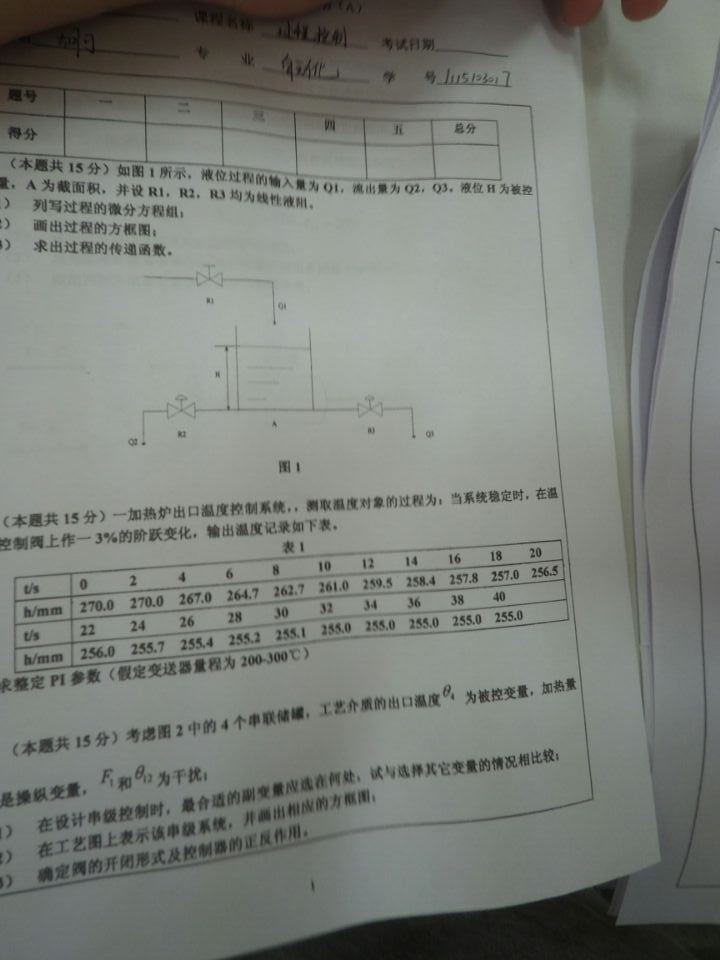 （A）
课程名称 过程控制 考试日期
专 业 自动化 学 号
题号 一 二 三 四 五 总分
得分
（本题共 15 分）如图 1 所示，液位过程的输入量为 Q1，流出量为 Q2，Q3，液位 H 为被控
量，A 为截面积，并设 R1，R2，R3 均为线性液阻。
） 列写过程的微分方程组；
） 画出过程的方框图；
） 求出过程的传递函数。
R1 Q1
H
Q2 R2 A R3 Q3
图 1
（本题共 15 分）一加热炉出口温度控制系统，，测取温度对象的过程为：当系统稳定时，在温
控制阀上作一 3%的阶跃变化，输出温度记录如下表。
表 1
t/s 0 2 4 6 8 10 12 14 16 18 20
h/mm 270.0 270.0 267.0 264.7 262.7 261.0 259.5 258.4 257.8 257.0 256.5
t/s 22 24 26 28 30 32 34 36 38 40
h/mm 256.0 255.7 255.4 255.2 255.1 255.0 255.0 255.0 255.0 255.0
求整定 PI 参数（假定变送器量程为 200-300℃）
（本题共 15 分）考虑图 2 中的 4 个串联储罐，工艺介质的出口温度 θ4 为被控变量，加热量
是操纵变量，F1 和 θ12 为干扰；
） 在设计串级控制时，最合适的副变量应选在何处，试与选择其它变量的情况相比较；
） 在工艺图上表示该串级系统，并画出相应的方框图；
） 确定阀的开闭形式及控制器的正反作用。
1